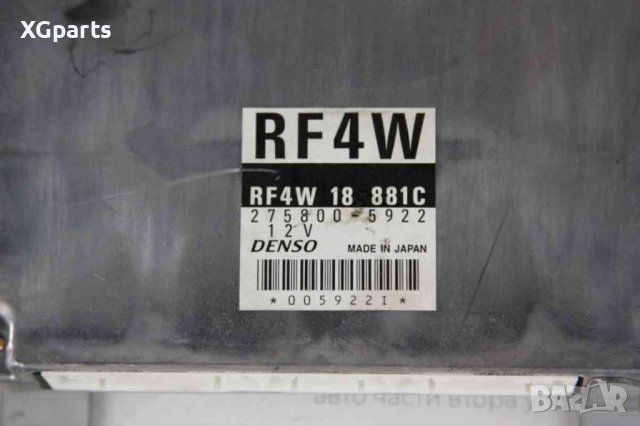 XGparts
RF4W
RF4W 18 881C
275800-5922
12V
DENSO MADE IN JAPAN
*005922I*
BAZAR